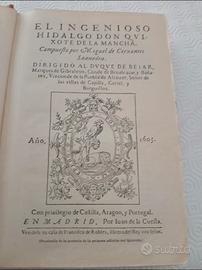 EL INGENIOSO
HIDALGO DON QVI-
XOTE DE LA MANCHA,
Compuesto por Miguel de Ceruantes
Saauedra.
DIRIGIDO AL DVQVE DE BEIAR,
Marques de Gibraleon, Conde de
Vizconde de la Puebla de Alcozer, Señor de
las villas de Capilla, Curiel, y
Burguillos.
Año, 1605.
Con priuilegio de Castilla, Aragon, y Portugal.
EN MADRID, Por Iuan de la Cuesta.
Vendese en casa de Francisco de Robles, librero del Rey nro señor.
subito